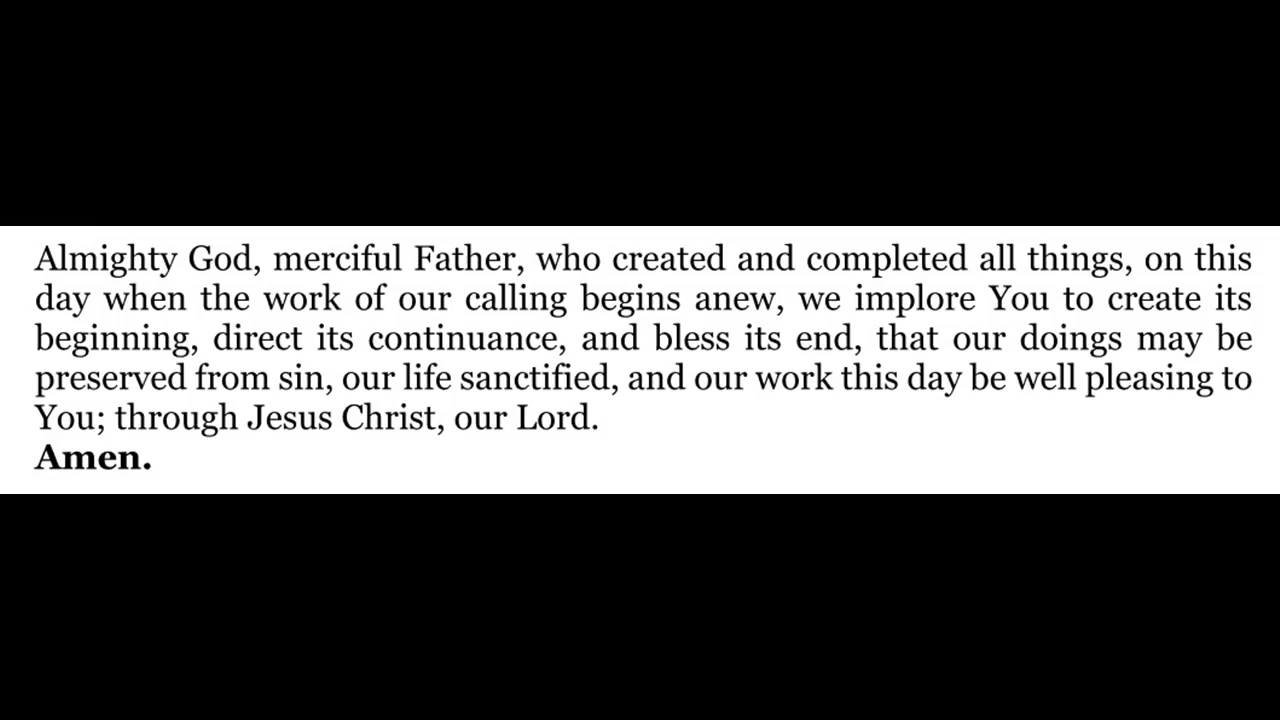 Almighty God, merciful Father, who created and completed all things, on this
day when the work of our calling begins anew, we implore You to create its
beginning, direct its continuance, and bless its end, that our doings may be
preserved from sin, our life sanctified, and our work this day be well pleasing to
You; through Jesus Christ, our Lord.
Amen.